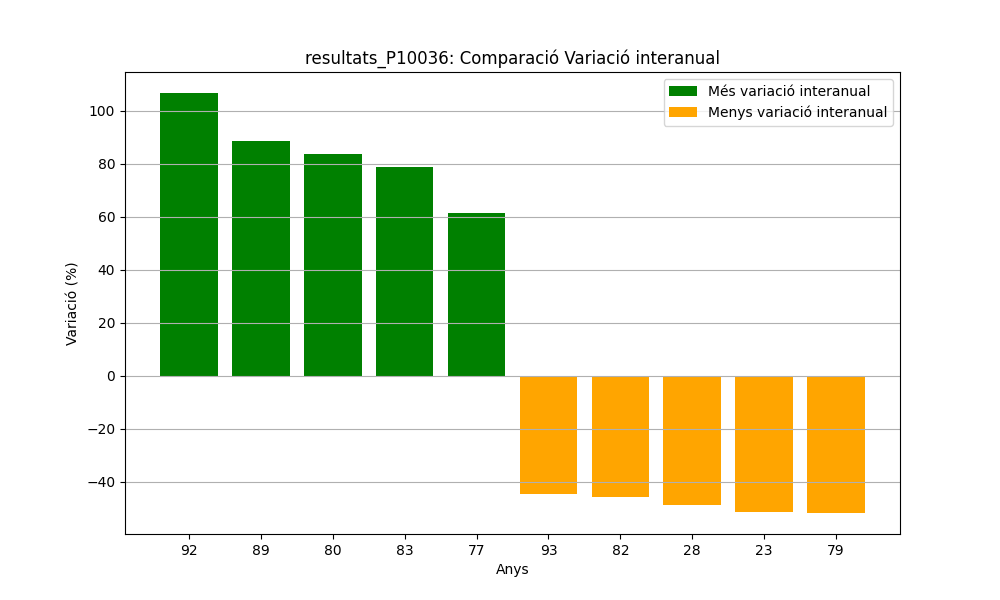 resultats_P10036: Comparació Variació interanual
Més variació interanual
Menys variació interanual
Variació (%)
100
80
60
40
20
0
−20
−40
92 89 80 83 77 93 82 28 23 79
Anys